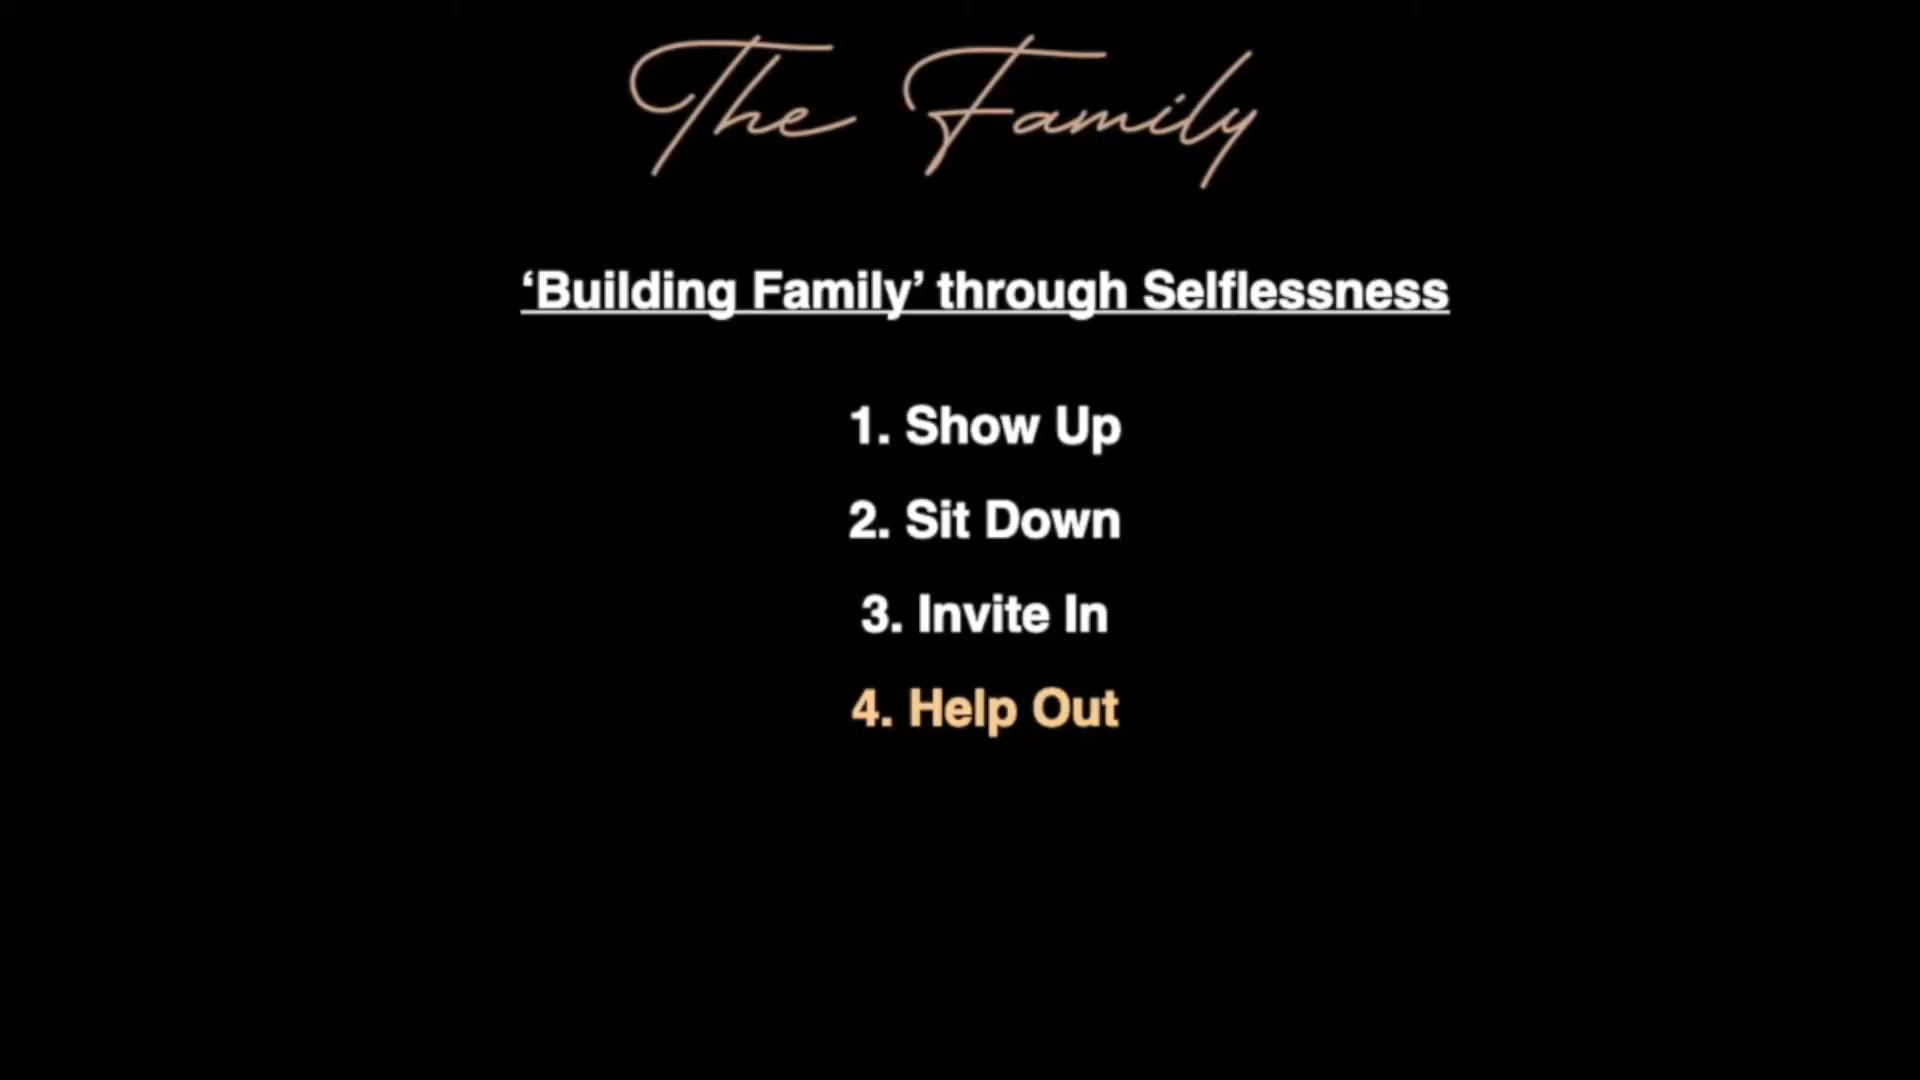 The Family
‘Building Family’ through Selflessness
1. Show Up
2. Sit Down
3. Invite In
4. Help Out